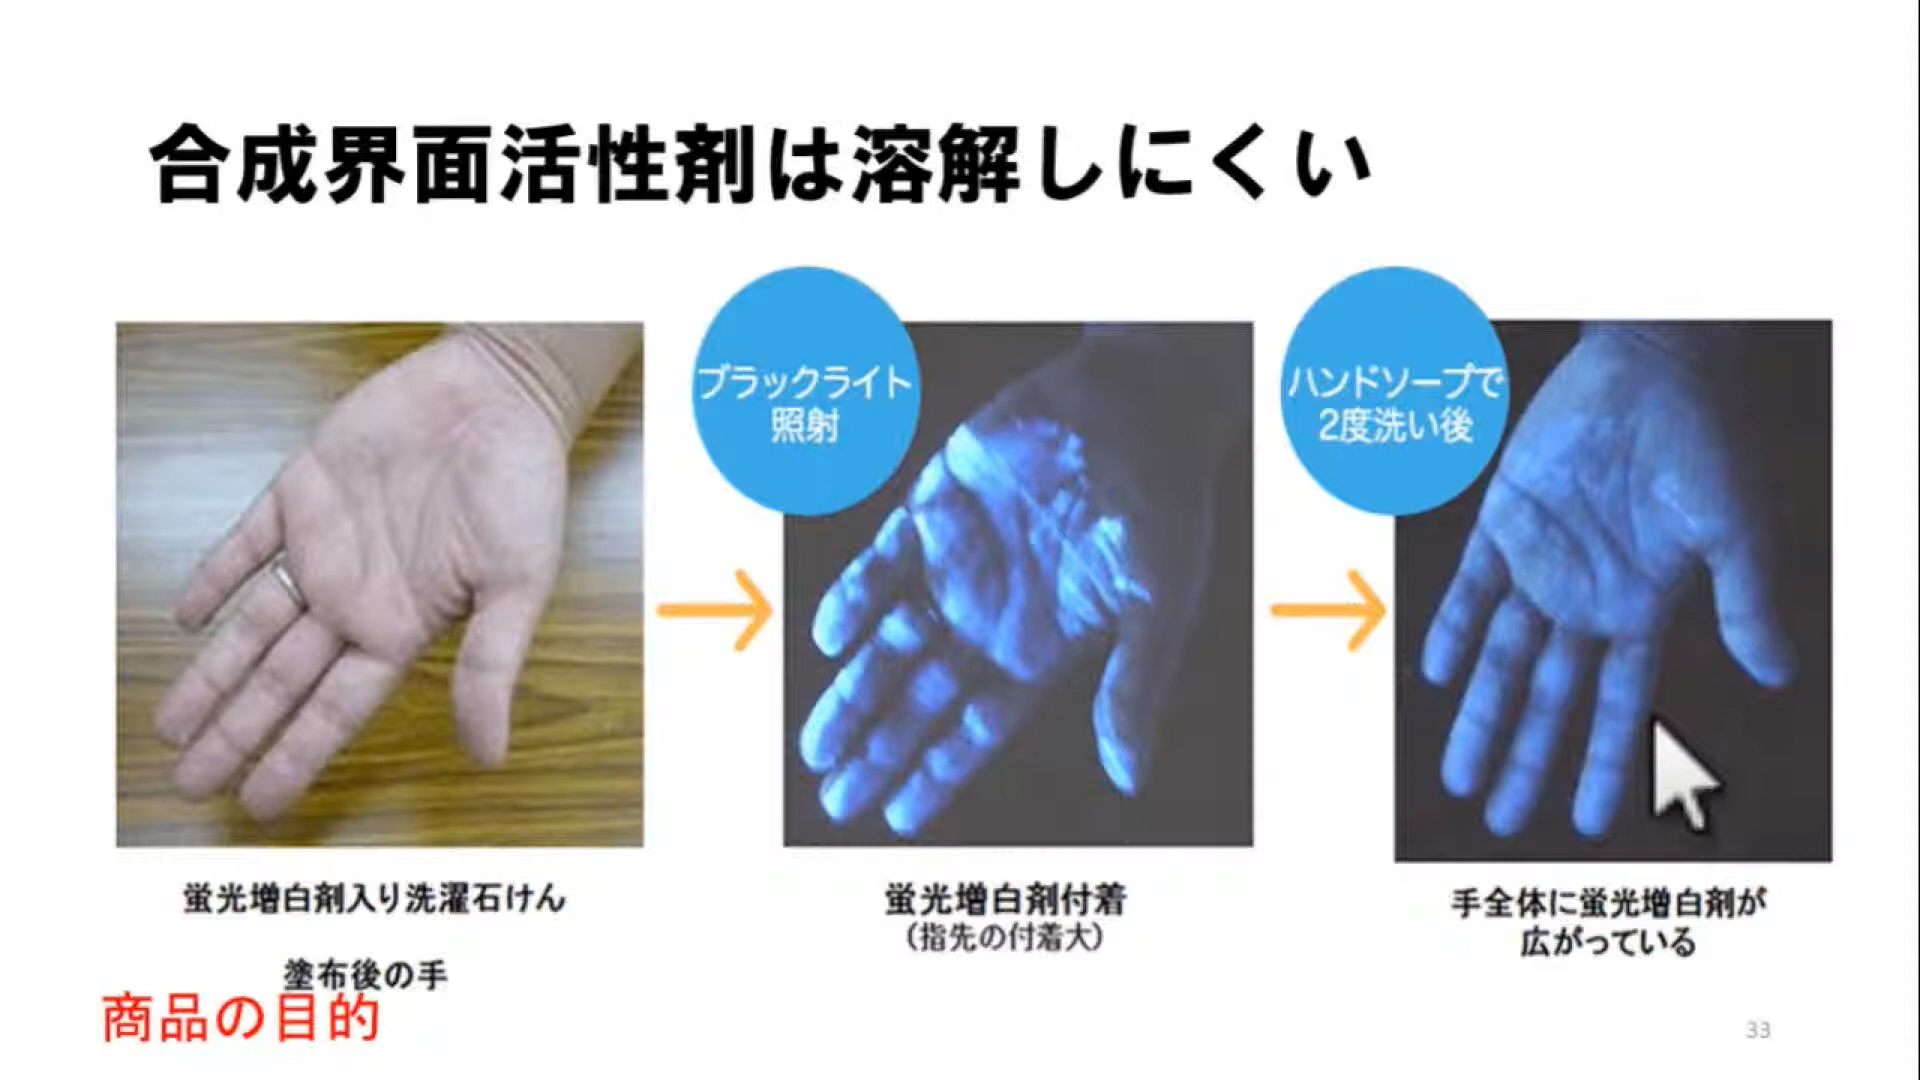 合成界面活性剤は溶解しにくい
ブラックライト
照射
ハンドソープで
2度洗い後
蛍光増白剤入り洗濯石けん
塗布後の手
蛍光増白剤付着
（指先の付着大）
手全体に蛍光増白剤が
広がっている
商品の目的
33